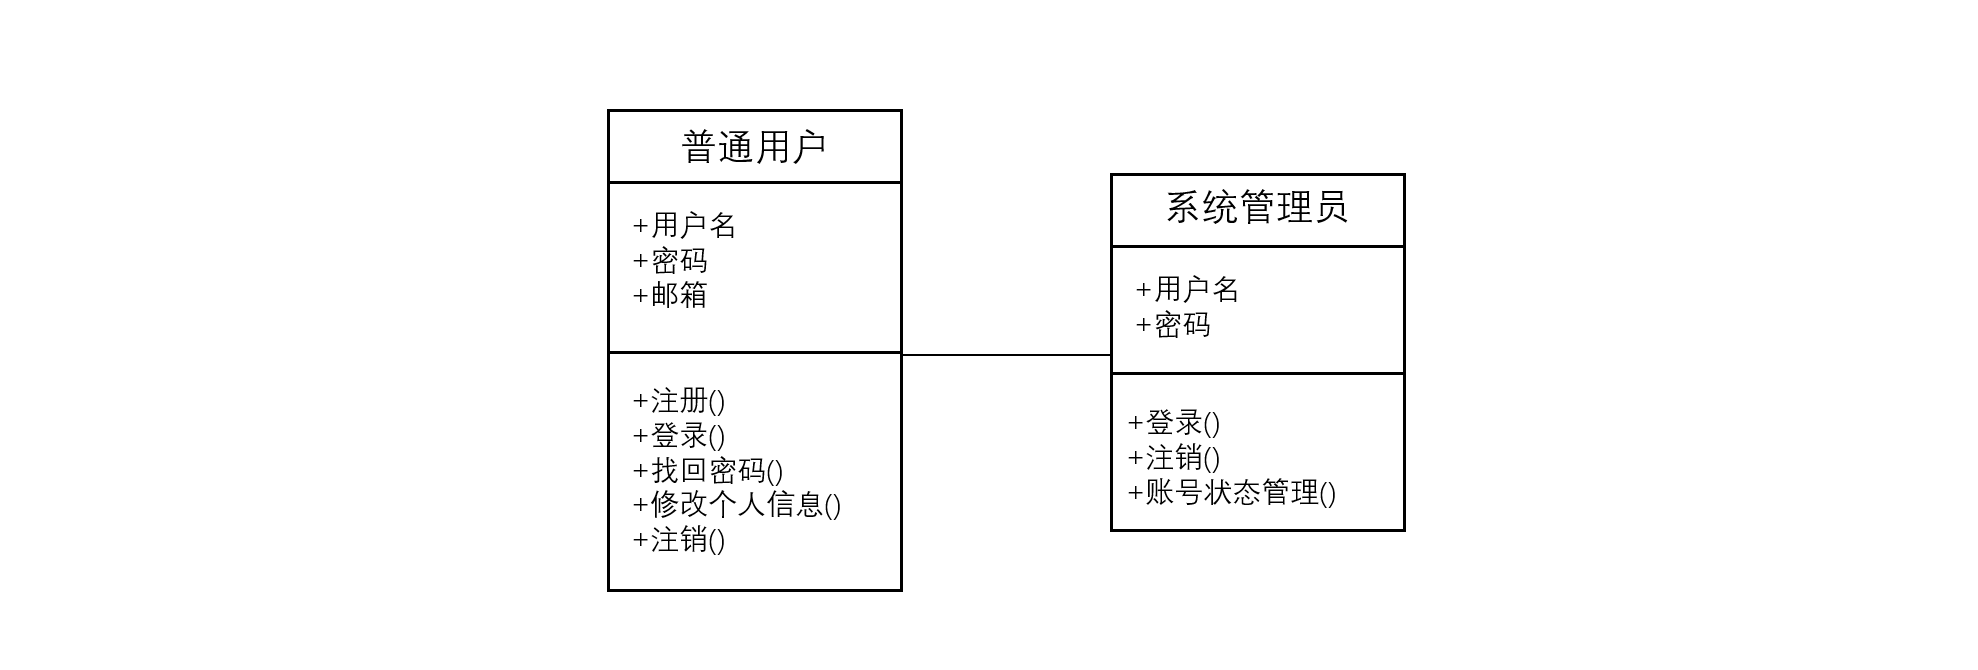 普通用户
+用户名
+密码
+邮箱
+注册()
+登录()
+找回密码()
+修改个人信息()
+注销()
系统管理员
+用户名
+密码
+登录()
+注销()
+账号状态管理()